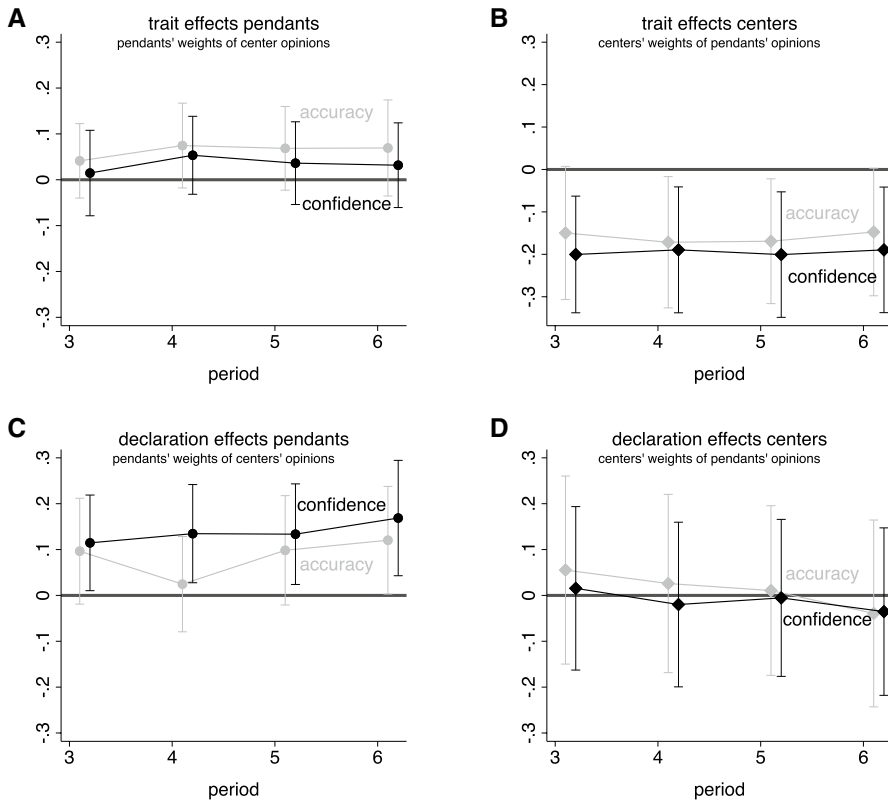 A
trait effects pendants
pendants' weights of center opinions
.3
.2
.1
0
-.1
-.2
-.3
accuracy
confidence
3 4 5 6
period
B
trait effects centers
centers' weights of pendants' opinions
.3
.2
.1
0
-.1
-.2
-.3
accuracy
confidence
3 4 5 6
period
C
declaration effects pendants
pendants' weights of centers' opinions
.3
.2
.1
0
-.1
-.2
-.3
confidence
accuracy
3 4 5 6
period
D
declaration effects centers
centers' weights of pendants' opinions
.3
.2
.1
0
-.1
-.2
-.3
accuracy
confidence
3 4 5 6
period